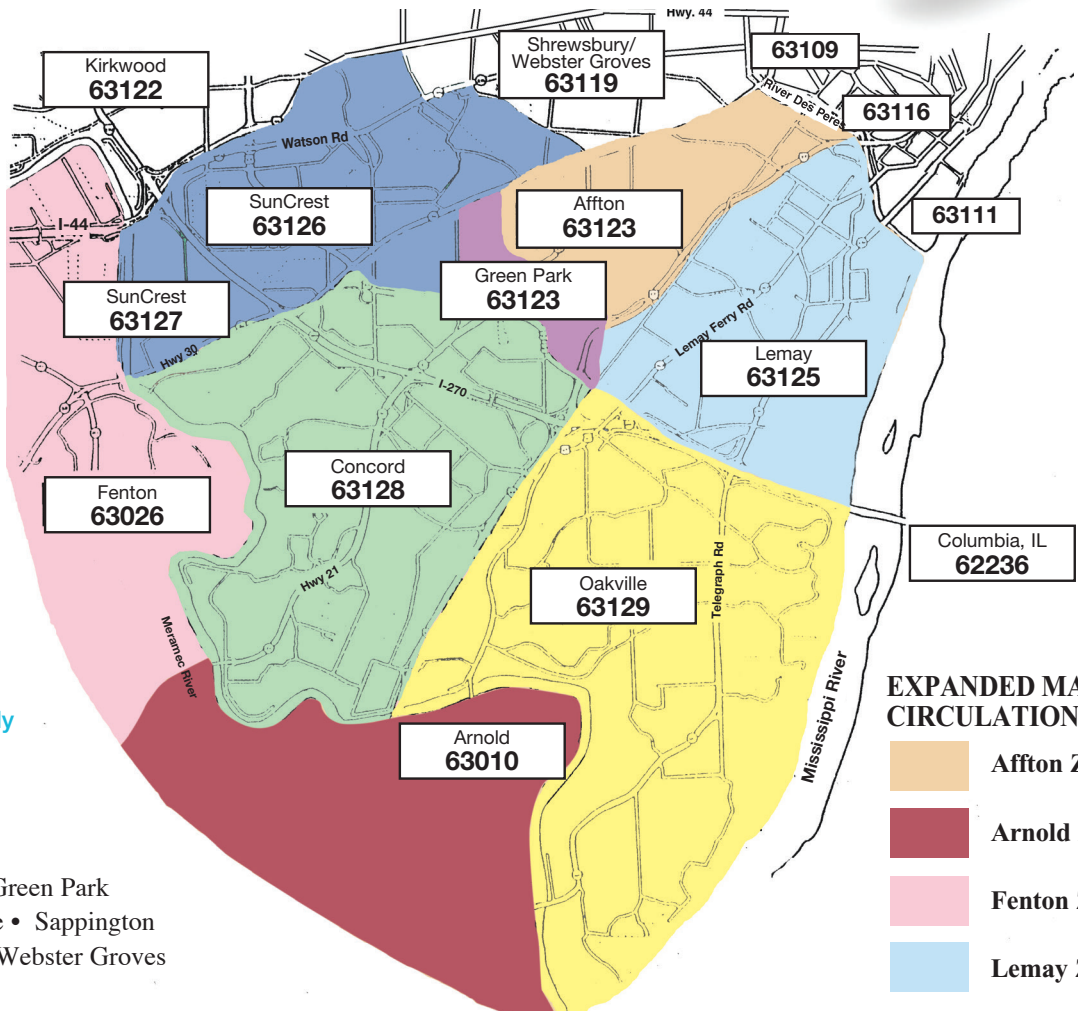 Hwy. 44
Kirkwood
63122
Shrewsbury/
Webster Groves
63119
63109
River Des Peres
63116
Watson Rd
SunCrest
63126
Affton
63123
63111
I-44
Green Park
63123
SunCrest
63127
Hwy 30
Lemay Ferry Rd
Lemay
63125
I-270
Concord
63128
Fenton
63026
Columbia, IL
62236
Hwy 21
Oakville
63129
Telegraph Rd
Meramec River
Mississippi River
Arnold
63010
EXPANDED MA
CIRCULATION
Affton Z
Arnold
Fenton
Lemay Z
ly
Green Park
e • Sappington
Webster Groves